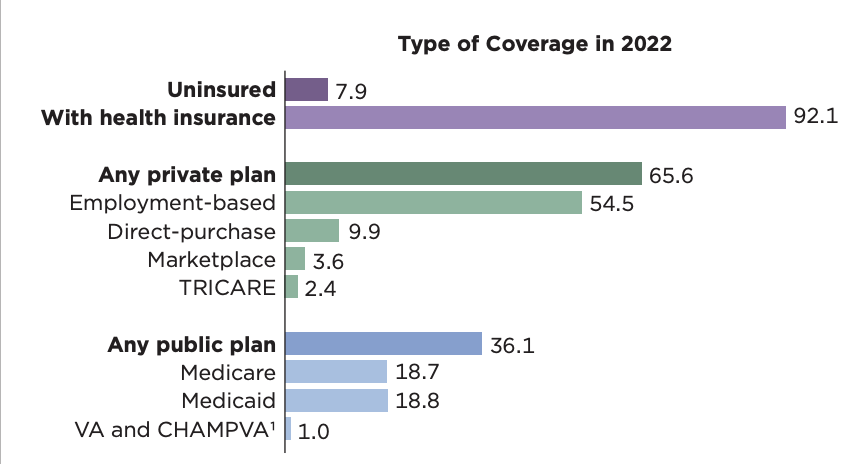 Type of Coverage in 2022
Uninsured 7.9
With health insurance 92.1
Any private plan 65.6
Employment-based 54.5
Direct-purchase 9.9
Marketplace 3.6
TRICARE 2.4
Any public plan 36.1
Medicare 18.7
Medicaid 18.8
VA and CHAMPVA¹ 1.0